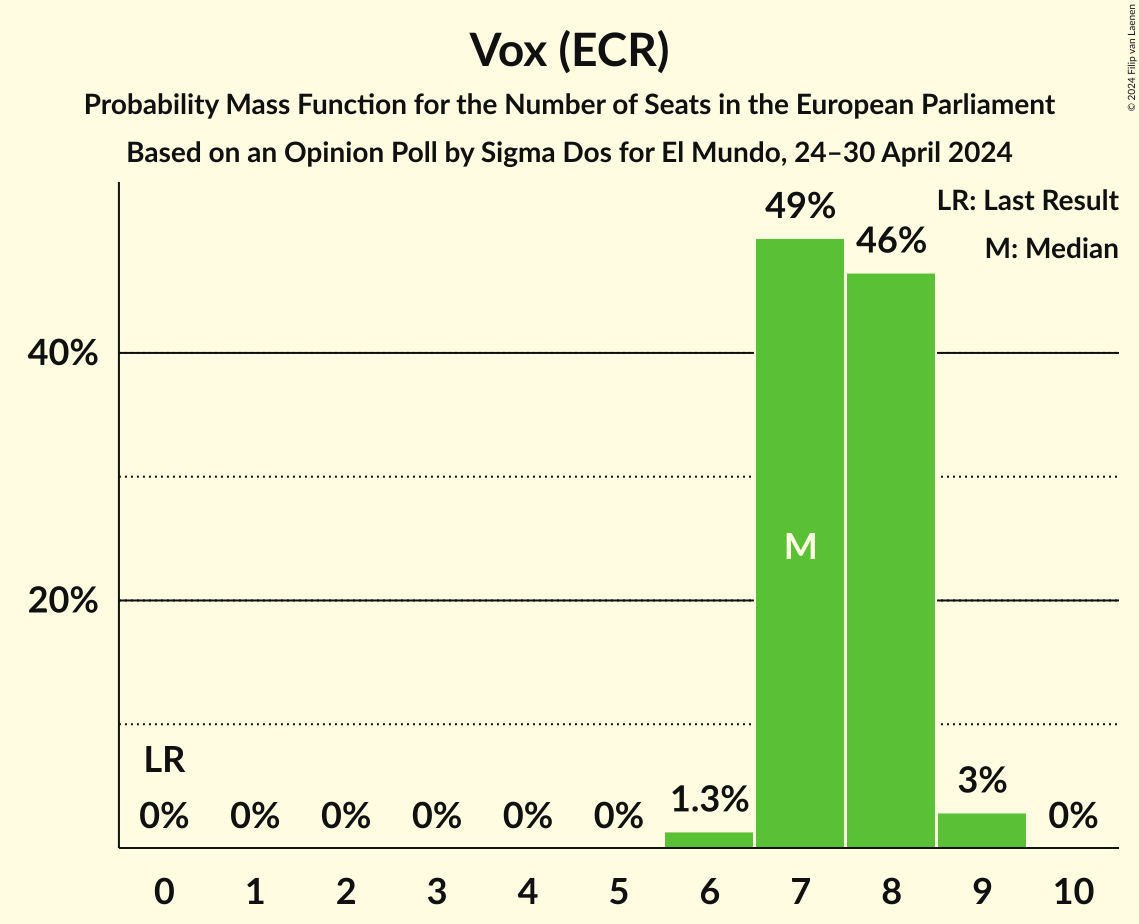 Vox (ECR)
Probability Mass Function for the Number of Seats in the European Parliament
Based on an Opinion Poll by Sigma Dos for El Mundo, 24–30 April 2024
© 2024 Filip van Laenen
LR: Last Result
M: Median
49%
46%
40%
M
20%
LR
0% 0% 0% 0% 0% 0% 1.3% 3% 0%
0 1 2 3 4 5 6 7 8 9 10